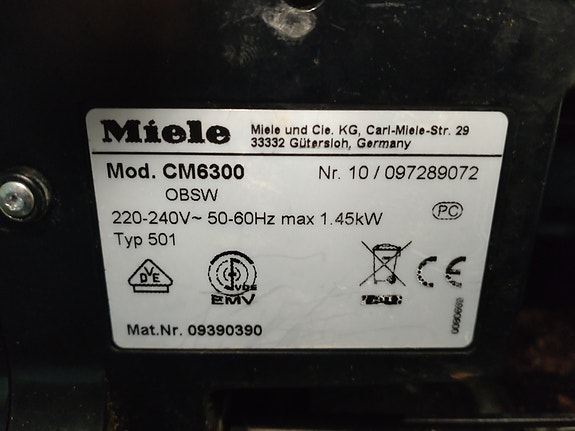 Miele
Miele und Cie. KG, Carl-Miele-Str. 29
33332 Gütersloh, Germany
Mod. CM6300
Nr. 10 / 097289072
OBSW
220-240V~ 50-60Hz max 1.45kW
PC
Typ 501
DVE
VDE
EMV
CE
Mat.Nr. 09390390